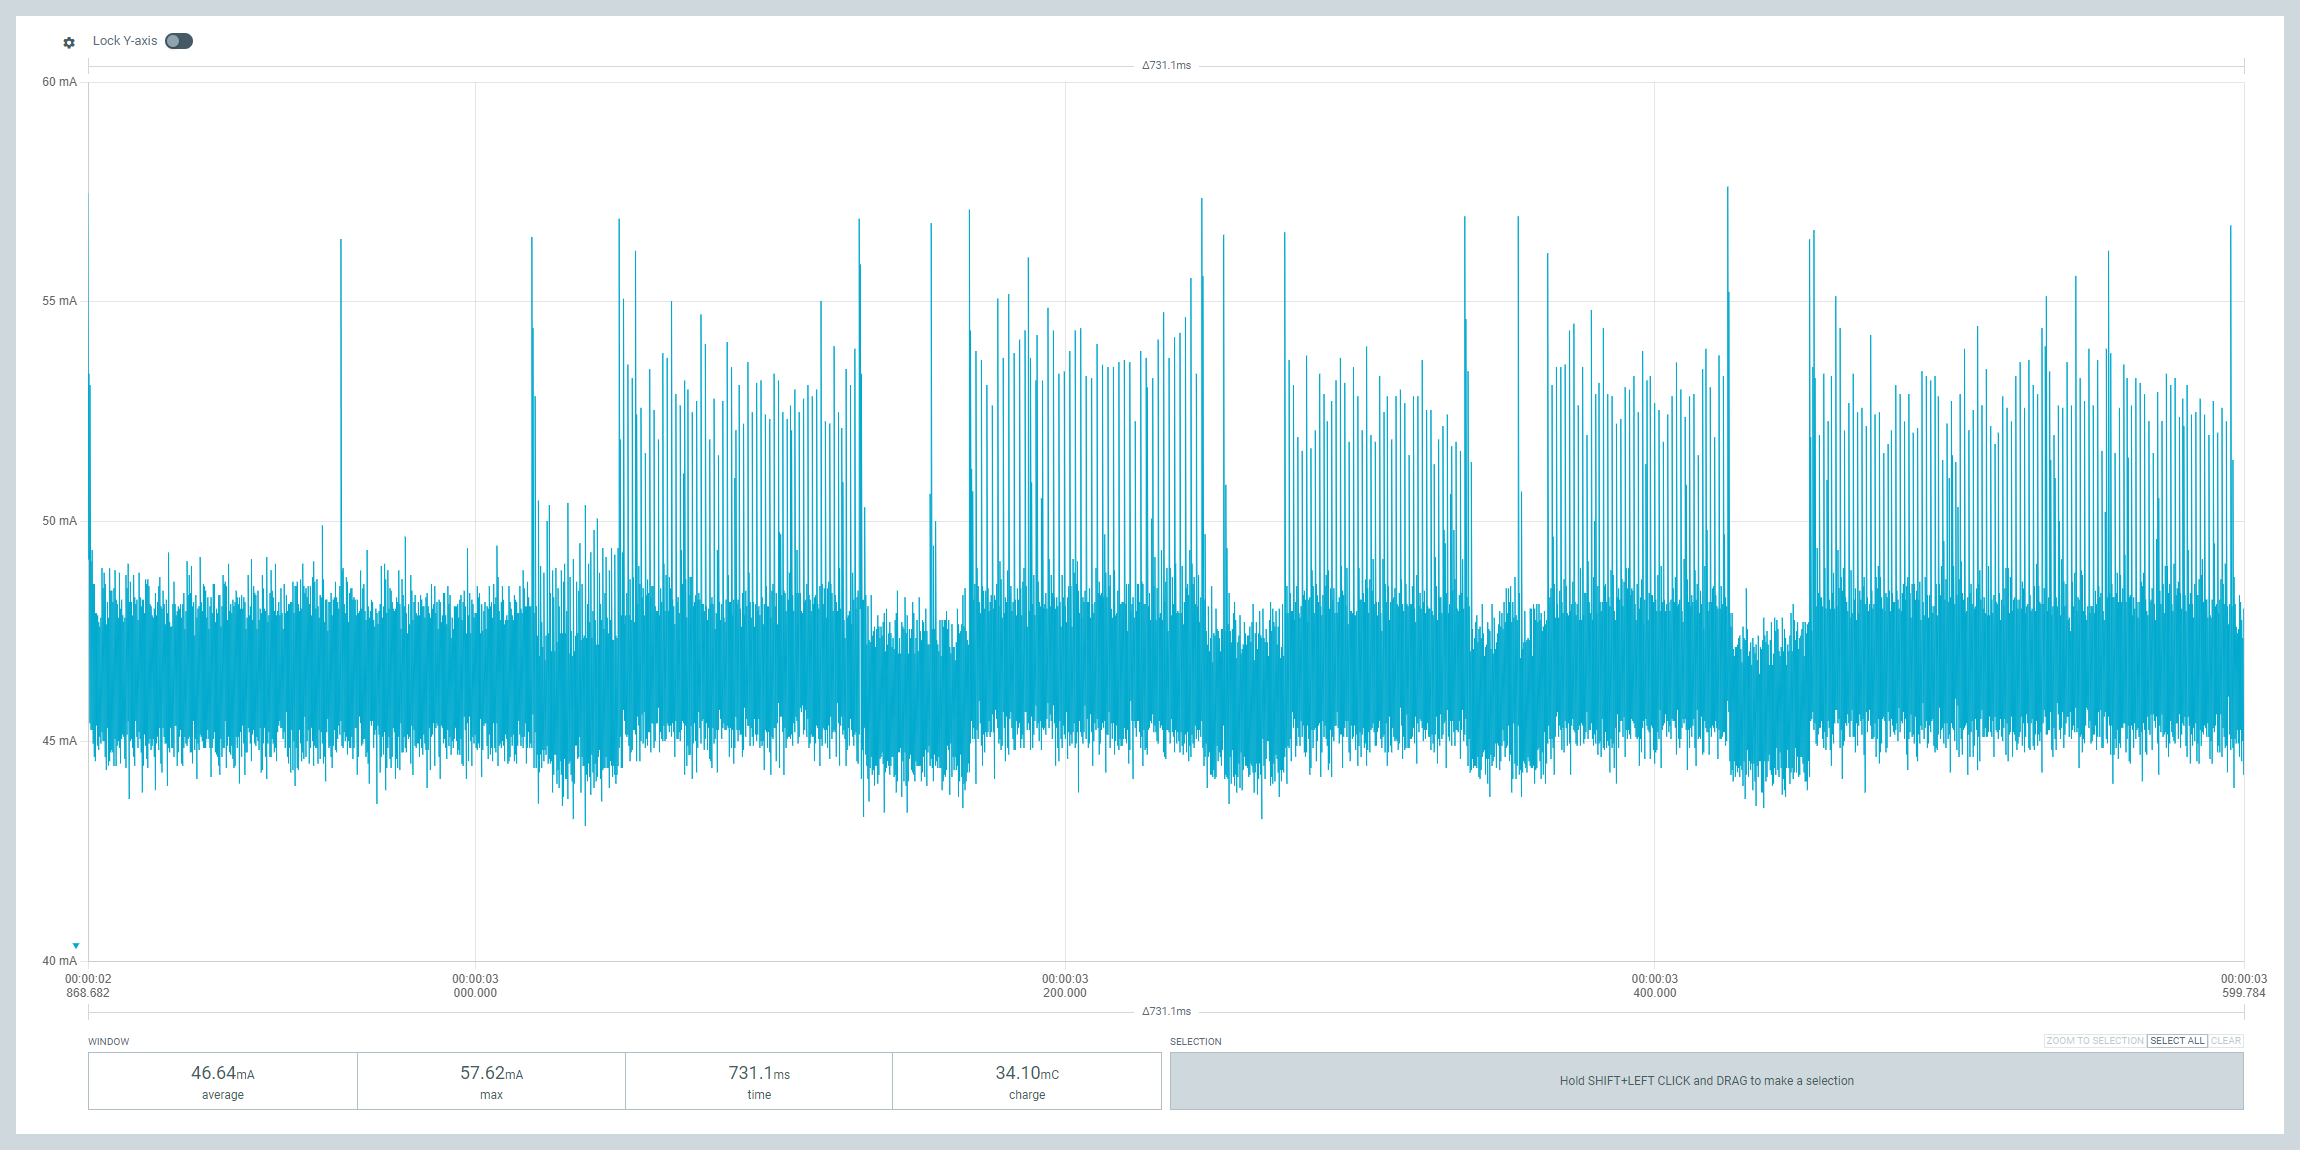 Lock Y-axis
Δ731.1ms
60 mA
55 mA
50 mA
45 mA
40 mA
00:00:02
868.682
00:00:03
000.000
00:00:03
200.000
00:00:03
400.000
00:00:03
599.784
Δ731.1ms
WINDOW
46.64mA
average
57.62mA
max
731.1ms
time
34.10mC
charge
SELECTION
ZOOM TO SELECTION SELECT ALL CLEAR
Hold SHIFT+LEFT CLICK and DRAG to make a selection